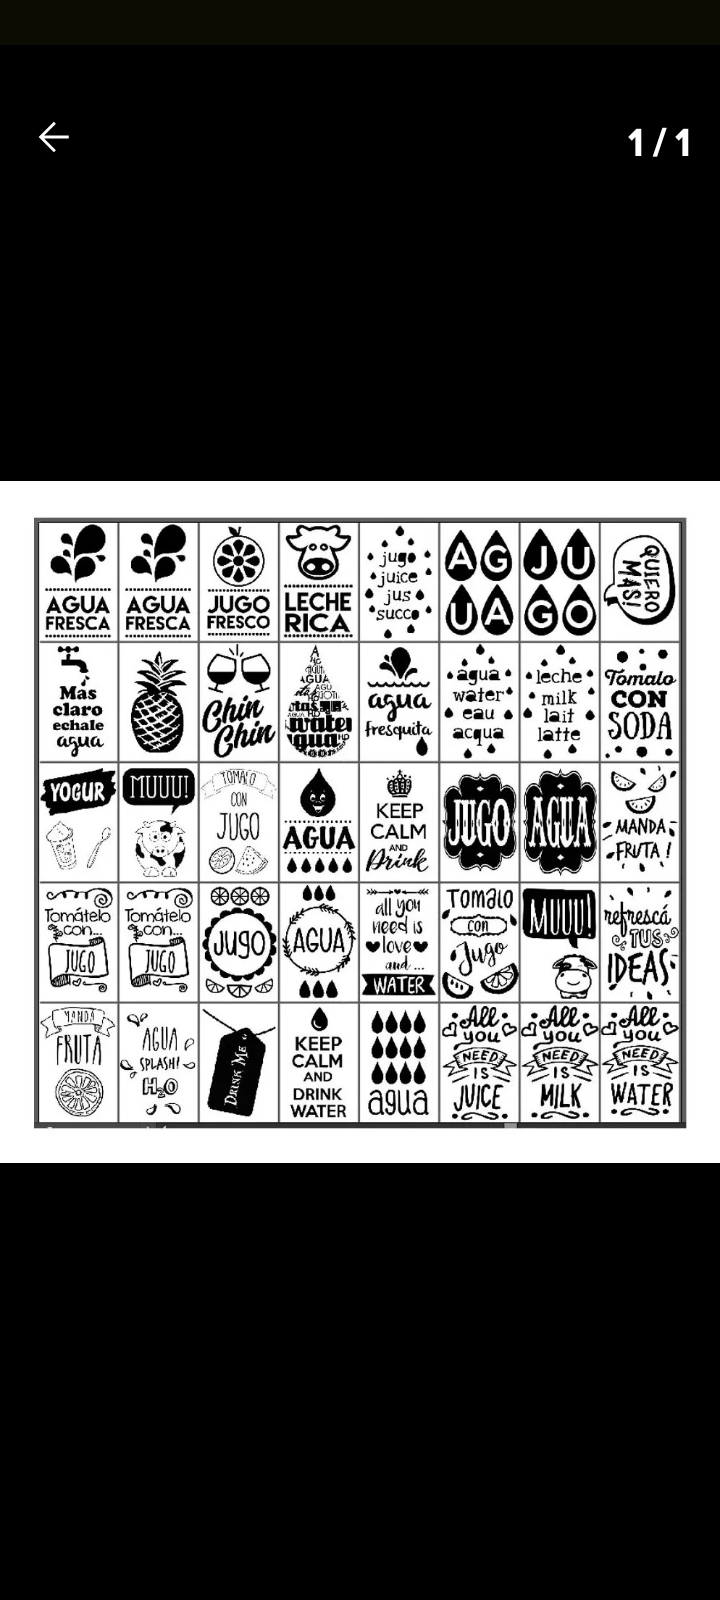 1 / 1
AGUA
FRESCA
AGUA
FRESCA
JUGO
FRESCO
LECHE
RICA
jugo
juice
jus
succo
AG
UA
JU
GO
QUIERO
MÁS!
Más
claro
echale
agua
Chin
Chin
A
AGUA
water
agua
agua
fresquita
agua
water
eau
acqua
leche
milk
lait
latte
Tomalo
CON
SODA
YOGUR
MUUU!
TOMALO
CON
JUGO
AGUA
KEEP
CALM
AND
Drink
JUGO
AGUA
MANDA
FRUTA !
Tomátelo
con...
JUGO
Tomátelo
con...
JUGO
Jugo
AGUA
all you
need is
love
and ...
WATER
TOMALO
con
Jugo
MUUU!
refrescá
TUS
IDEAS
MANDA
FRUTA
AGUA
SPLASH!
H2O
DRINK ME
KEEP
CALM
AND
DRINK
WATER
agua
All
you
NEED
IS
JUICE
All
you
NEED
IS
MILK
All
you
NEED
IS
WATER